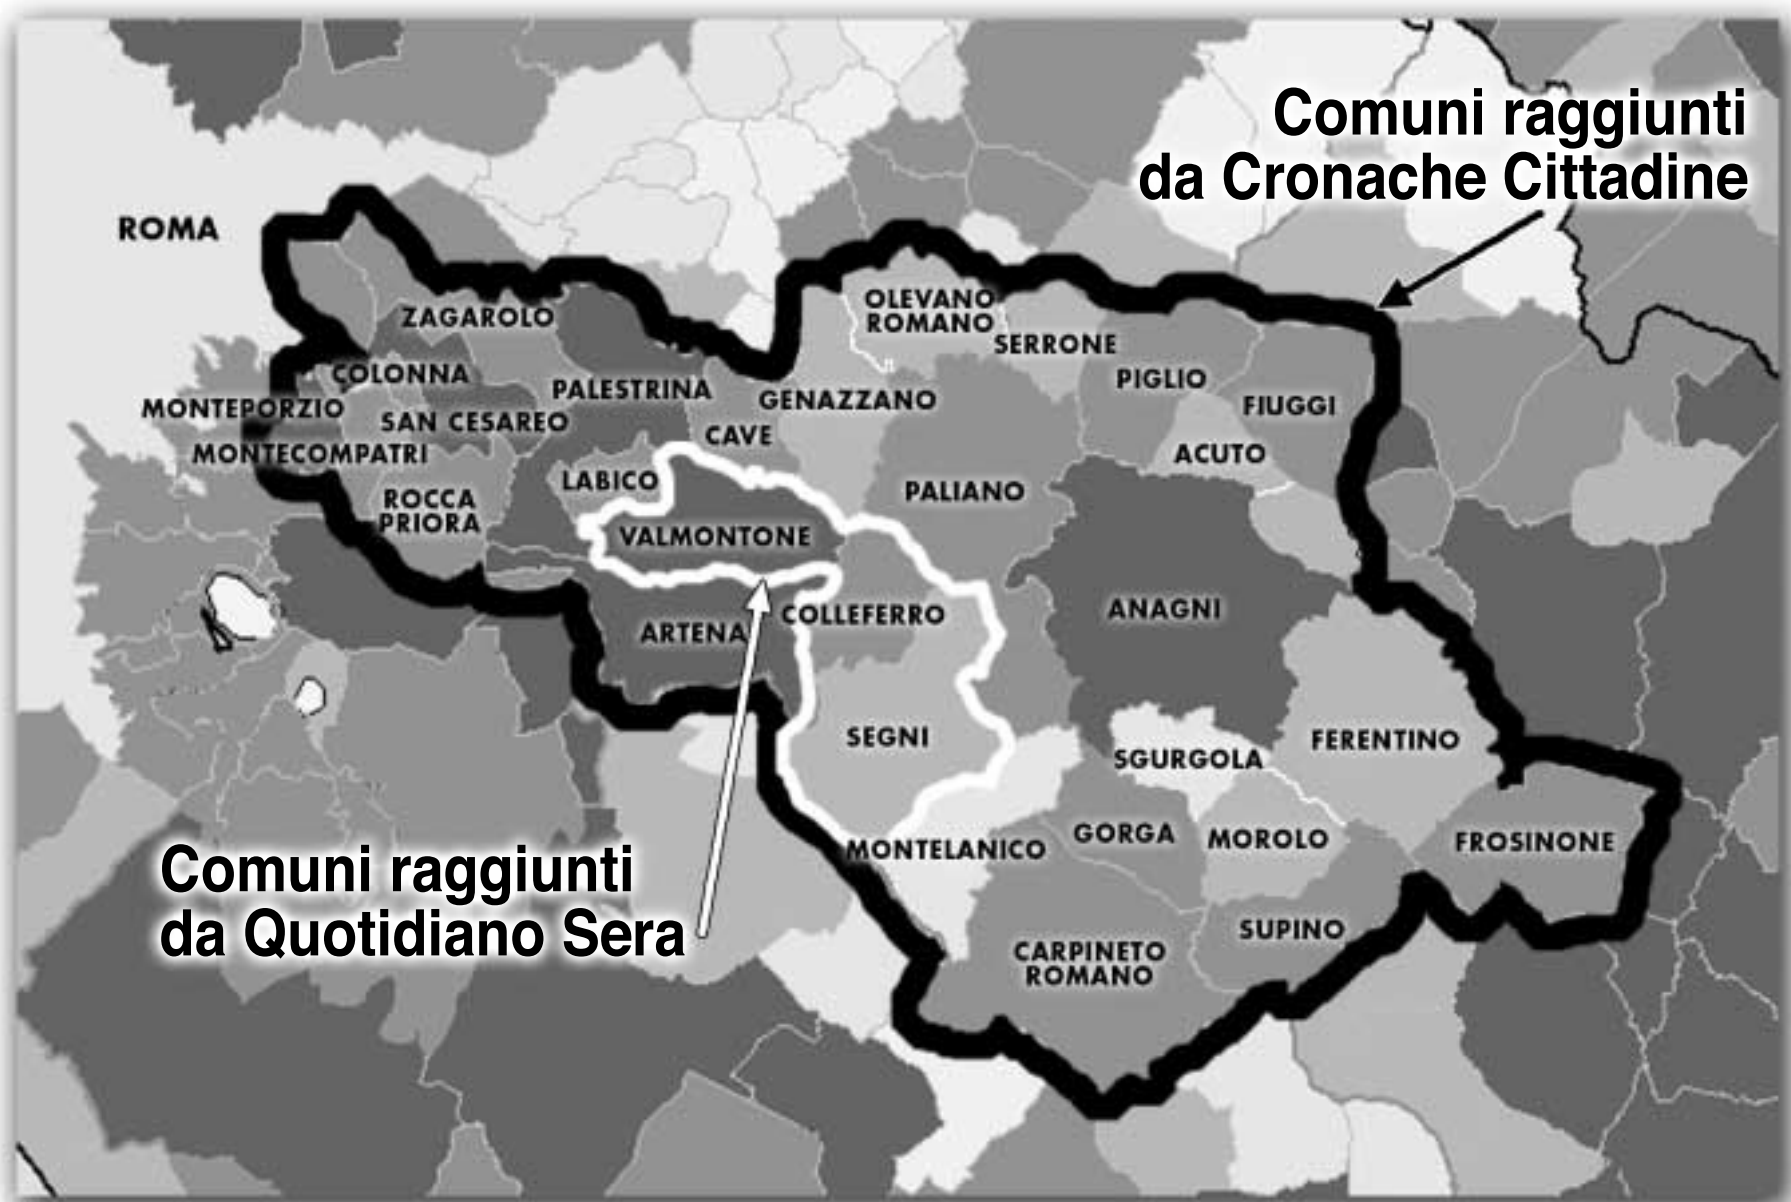 Comuni raggiunti
da Cronache Cittadine
ROMA
ZAGAROLO
OLEVANO
ROMANO
SERRONE
COLONNA
PALESTRINA
GENAZZANO
PIGLIO
FIUGGI
MONTEPORZIO
SAN CESAREO
CAVE
MONTECOMPATRI
ACUTO
LABICO
ROCCA
PRIORA
PALIANO
VALMONTONE
ARTENA
COLLEFERRO
ANAGNI
SEGNI
SGURGOLA
FERENTINO
MONTELANICO
GORGA
MOROLO
FROSINONE
Comuni raggiunti
da Quotidiano Sera
CARPINETO
ROMANO
SUPINO